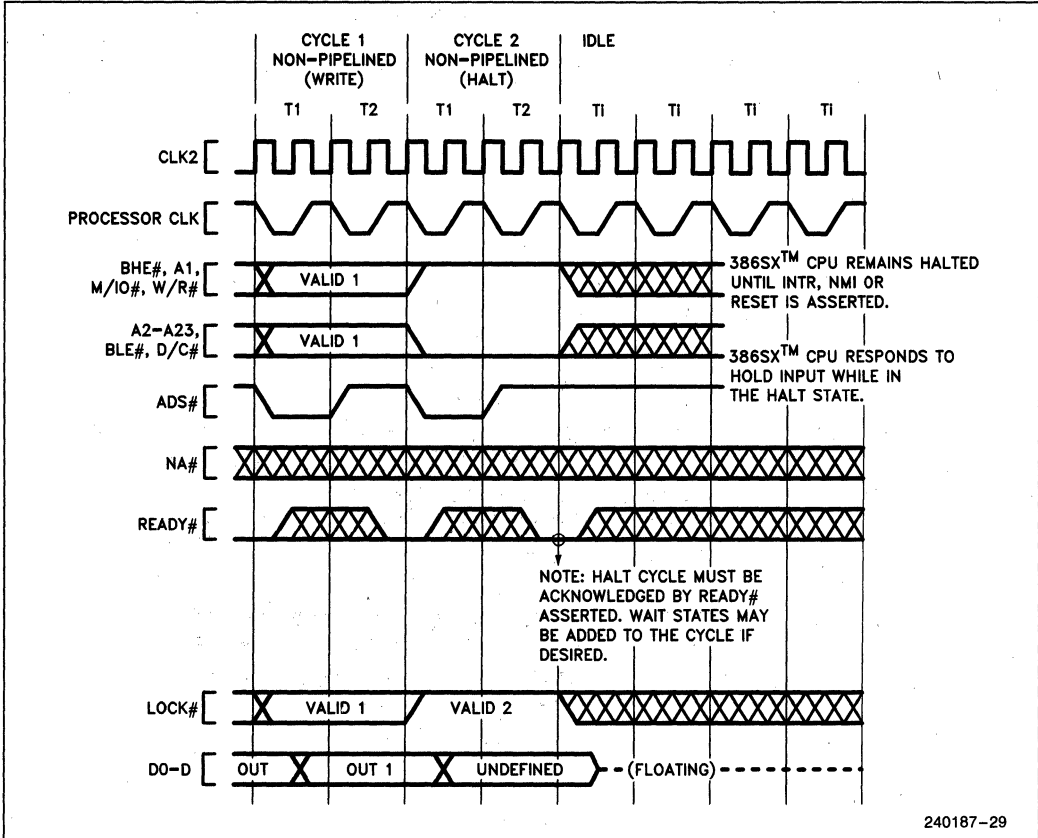 CYCLE 1
NON-PIPELINED
(WRITE)
CYCLE 2
NON-PIPELINED
(HALT)
IDLE
T1 T2 T1 T2 Ti Ti Ti Ti
CLK2
PROCESSOR CLK
BHE#, A1,
M/IO#, W/R#
VALID 1
386SX™ CPU REMAINS HALTED
UNTIL INTR, NMI OR
RESET IS ASSERTED.
A2-A23,
BLE#, D/C#
VALID 1
386SX™ CPU RESPONDS TO
HOLD INPUT WHILE IN
THE HALT STATE.
ADS#
NA#
READY#
NOTE: HALT CYCLE MUST BE
ACKNOWLEDGED BY READY#
ASSERTED. WAIT STATES MAY
BE ADDED TO THE CYCLE IF
DESIRED.
LOCK# VALID 1 VALID 2
D0-D OUT OUT 1 UNDEFINED (FLOATING)
240187-29